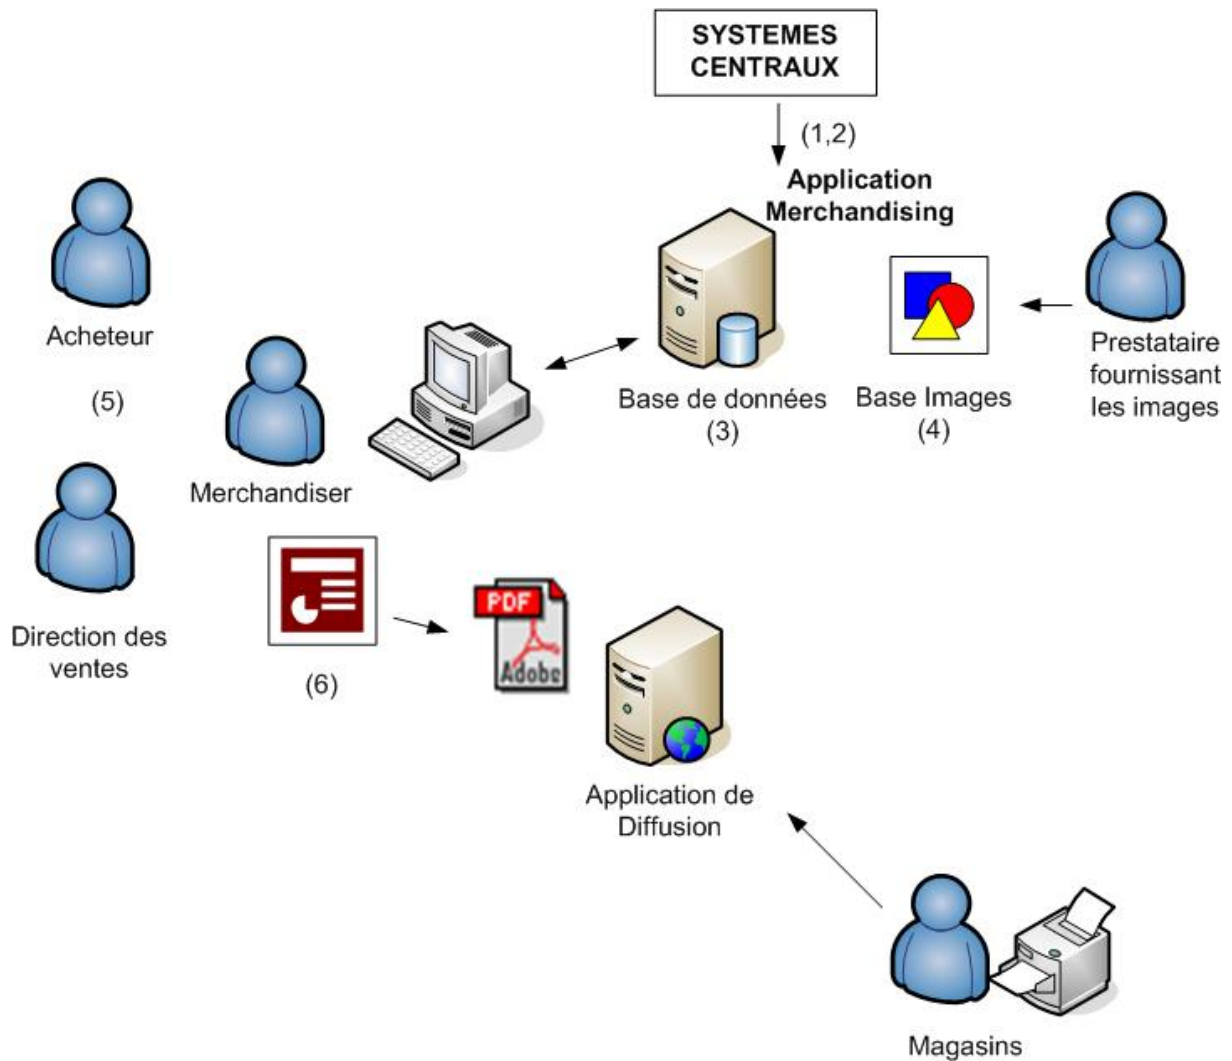 SYSTEMES
CENTRAUX
(1,2)
Application
Merchandising
Acheteur
(5)
Merchandiser
Base de données
(3)
Base Images
(4)
Prestataire
fournissant
les images
Direction des
ventes
(6)
PDF
Adobe
Application de
Diffusion
Magasins